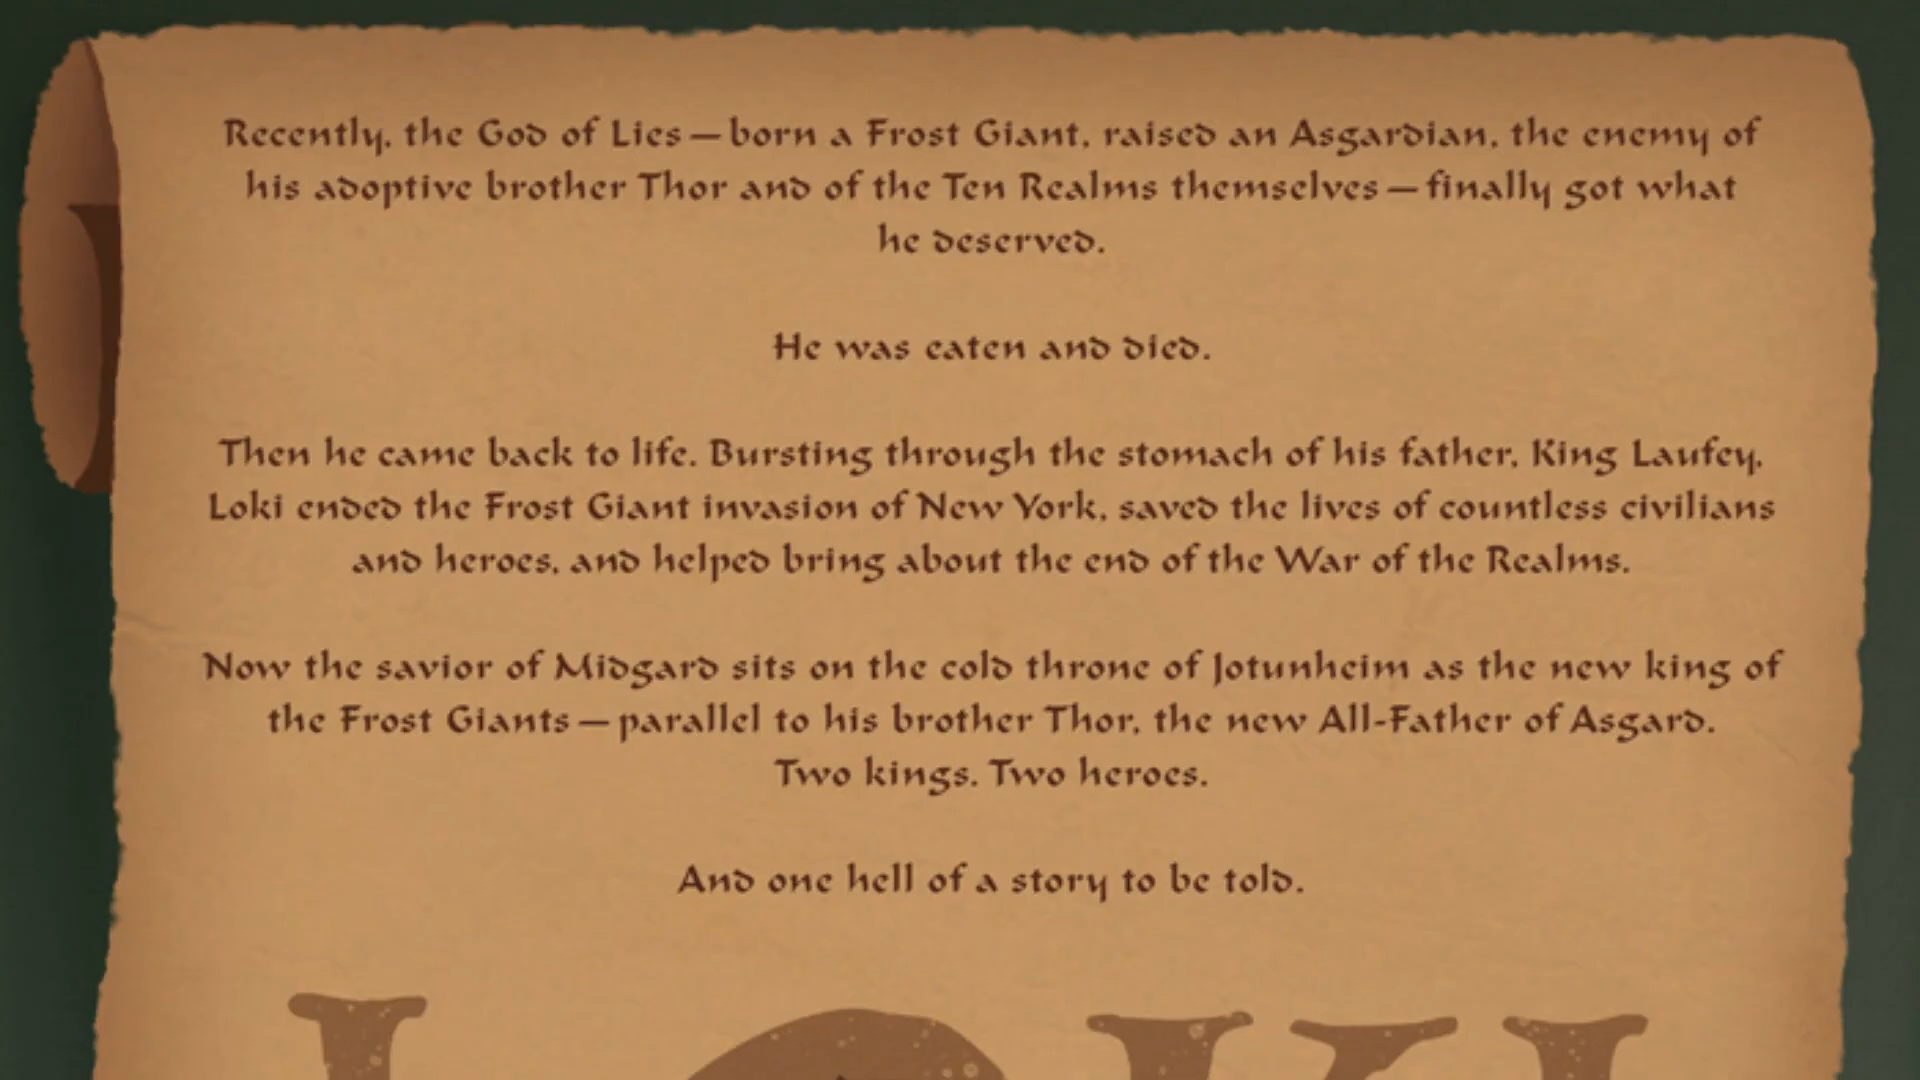 Recently, the God of Lies — born a Frost Giant, raised an Asgardian, the enemy of
his adoptive brother Thor and of the Ten Realms themselves — finally got what
he deserved.
He was eaten and died.
Then he came back to life. Bursting through the stomach of his father, King Laufey,
Loki ended the Frost Giant invasion of New York, saved the lives of countless civilians
and heroes, and helped bring about the end of the War of the Realms.
Now the savior of Midgard sits on the cold throne of Jotunheim as the new king of
the Frost Giants — parallel to his brother Thor, the new All-Father of Asgard.
Two kings. Two heroes.
And one hell of a story to be told.
LOKI